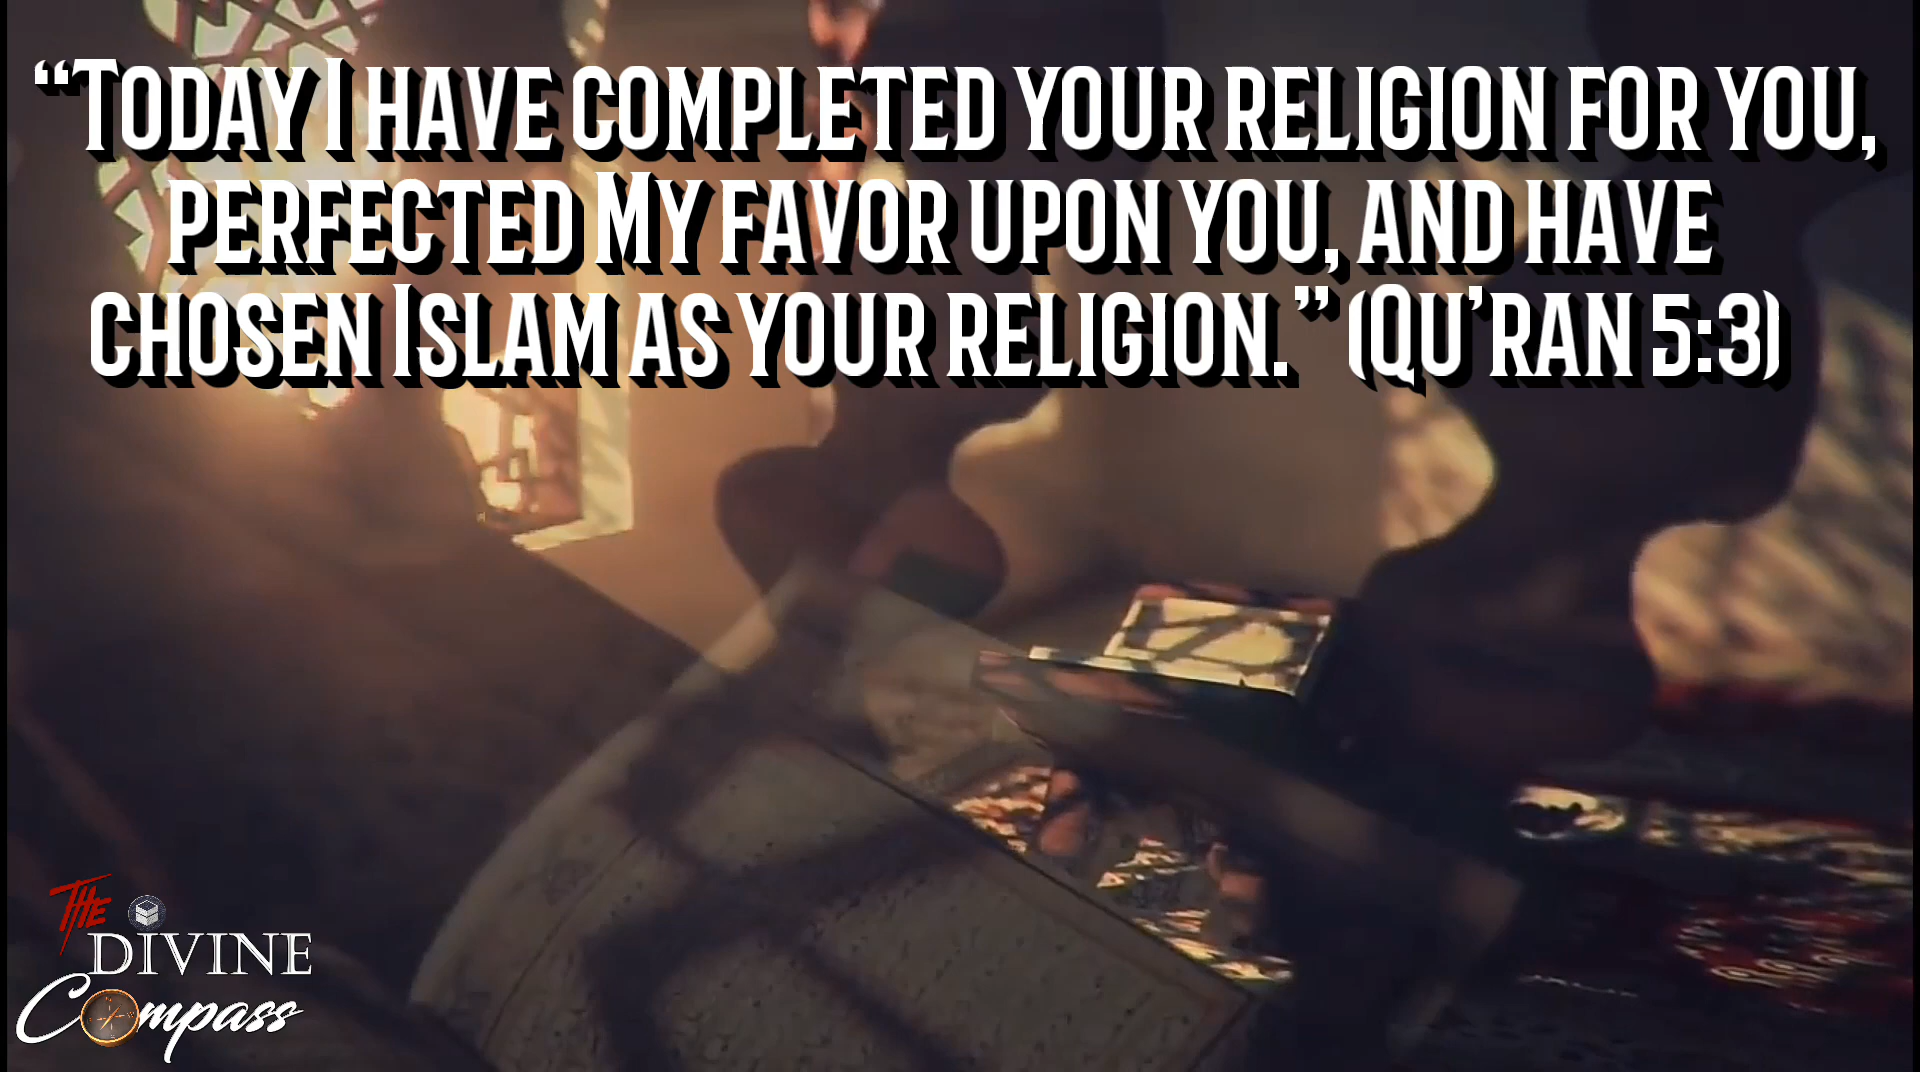 “Today I have completed your religion for you,
perfected My favor upon you, and have
chosen Islam as your religion.” (Qu’ran 5:3)
The
DIVINE
Compass